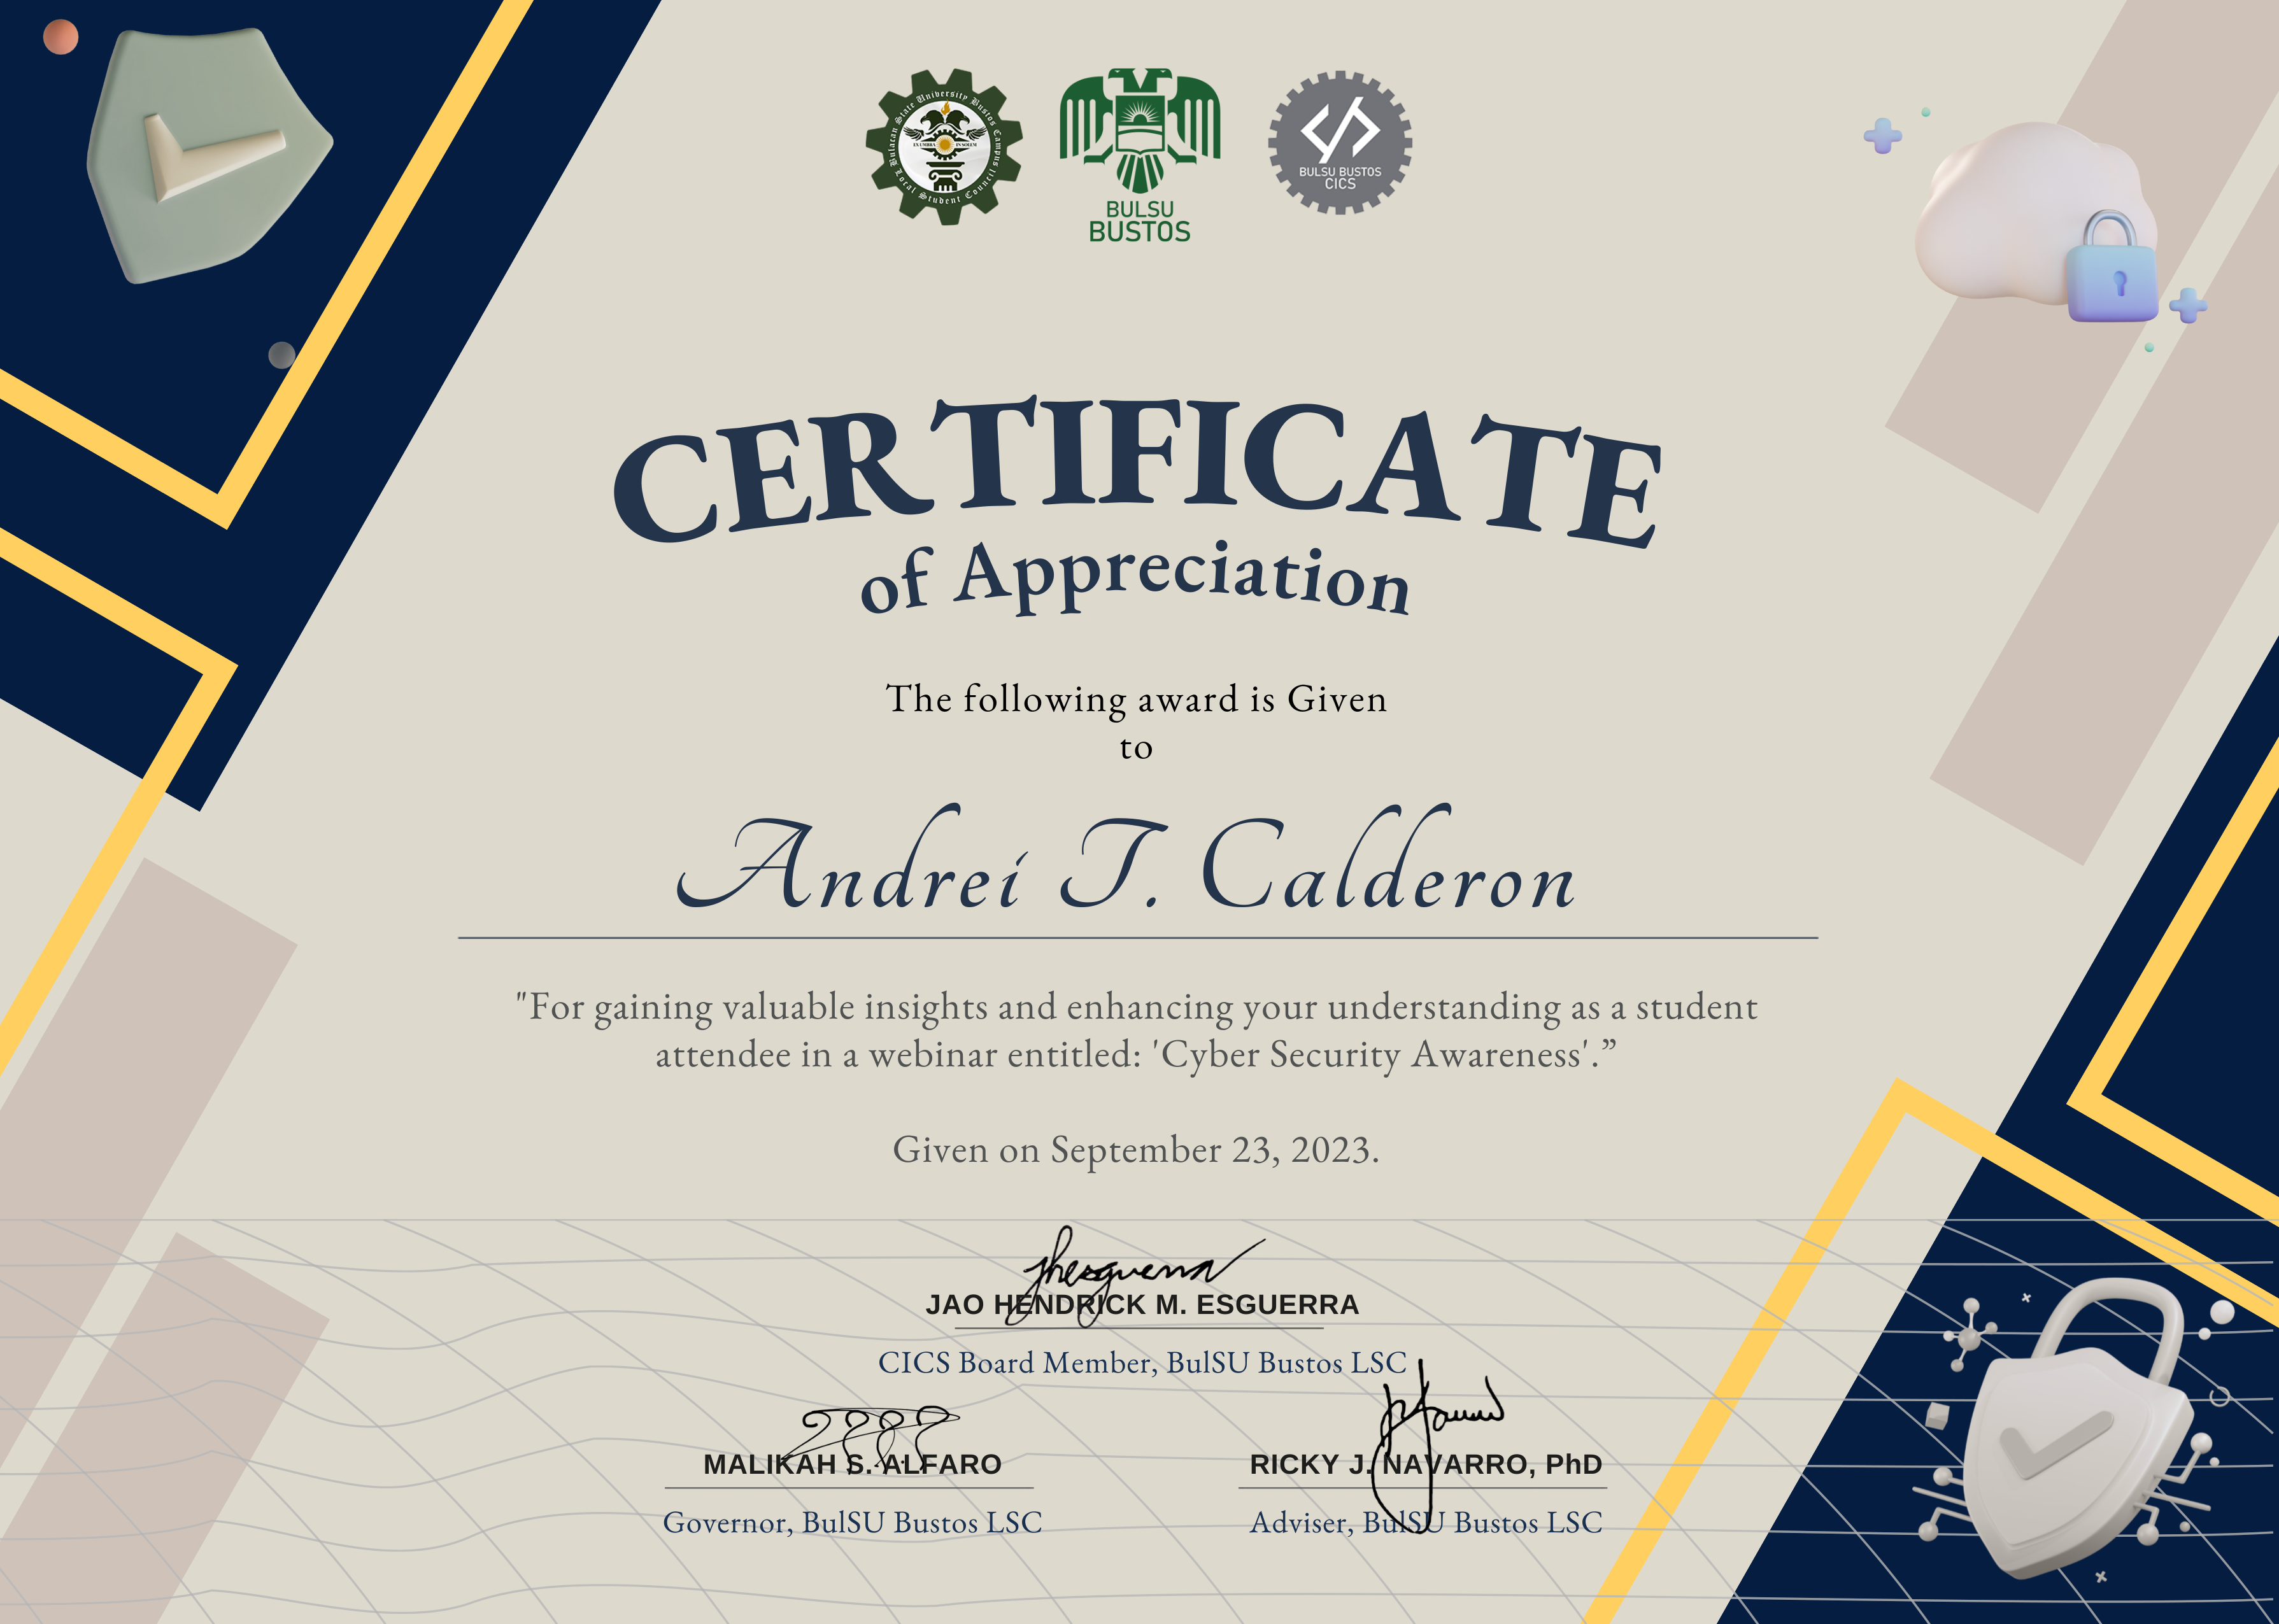 Bulacan State University Bustos Campus
EX UMBRA IN SOLEM
Local Student Council
BULSU
BUSTOS
BULSU BUSTOS
CICS
CERTIFICATE
of Appreciation
The following award is Given
to
Andrei T. Calderon
"For gaining valuable insights and enhancing your understanding as a student
attendee in a webinar entitled: 'Cyber Security Awareness'.”
Given on September 23, 2023.
JAO HENDRICK M. ESGUERRA
CICS Board Member, BulSU Bustos LSC
MALIKAH S. ALFARO
Governor, BulSU Bustos LSC
RICKY J. NAVARRO, PhD
Adviser, BulSU Bustos LSC